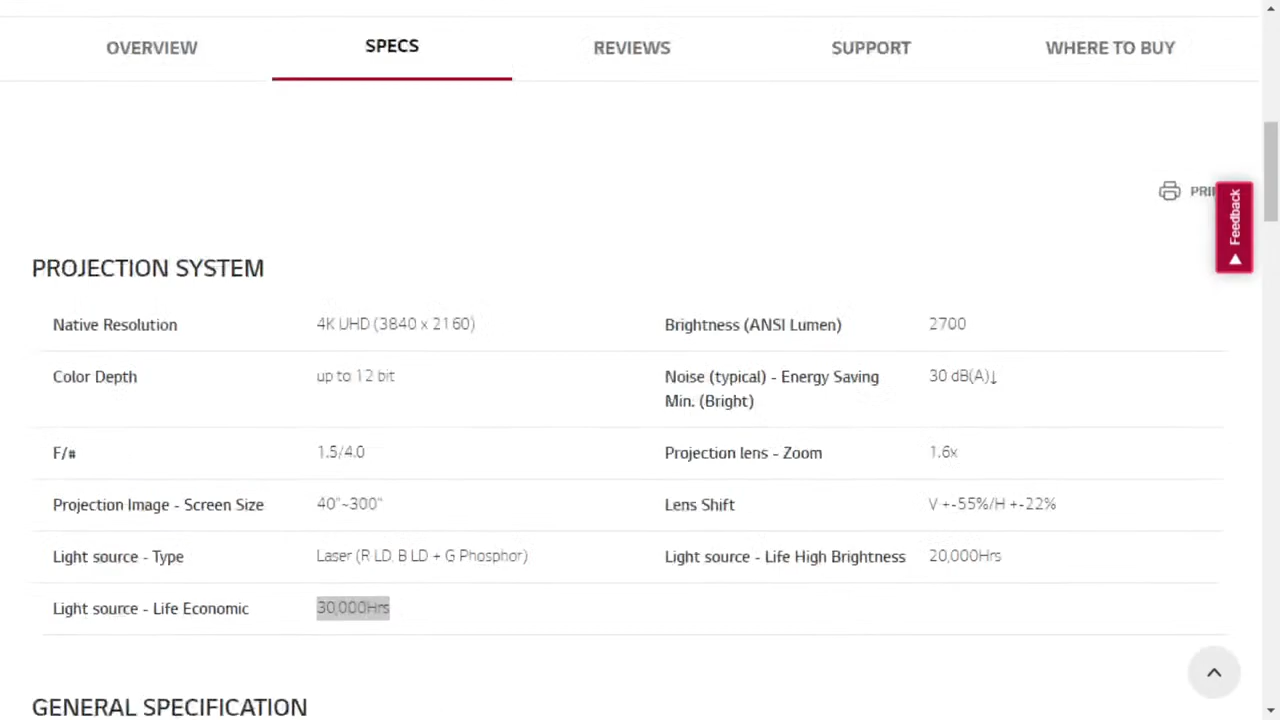 OVERVIEW
SPECS
REVIEWS
SUPPORT
WHERE TO BUY
Feedback
PROJECTION SYSTEM
Native Resolution 4K UHD (3840 x 2160) Brightness (ANSI Lumen) 2700
Color Depth up to 12 bit Noise (typical) - Energy Saving 30 dB(A)↓
Min. (Bright)
F/# 1.5/4.0 Projection lens - Zoom 1.6x
Projection Image - Screen Size 40"~300" Lens Shift V +-55%/H +-22%
Light source - Type Laser (R LD, B LD + G Phosphor) Light source - Life High Brightness 20,000Hrs
Light source - Life Economic 30,000Hrs
GENERAL SPECIFICATION